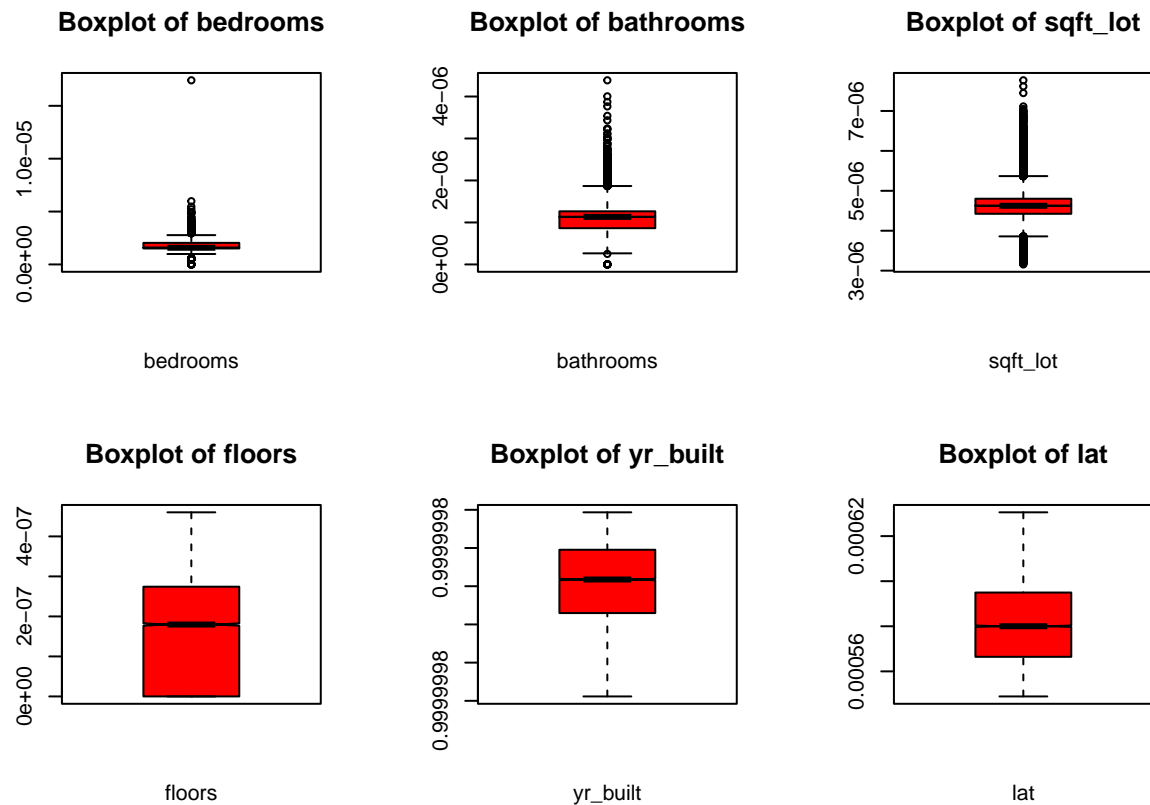 Boxplot of bedrooms
0.0e+00
1.0e-05
bedrooms
Boxplot of bathrooms
0e+00
2e-06
4e-06
bathrooms
Boxplot of sqft_lot
3e-06
5e-06
7e-06
sqft_lot
Boxplot of floors
0e+00
2e-07
4e-07
floors
Boxplot of yr_built
0.9999998
0.9999998
yr_built
Boxplot of lat
0.00056
0.00062
lat